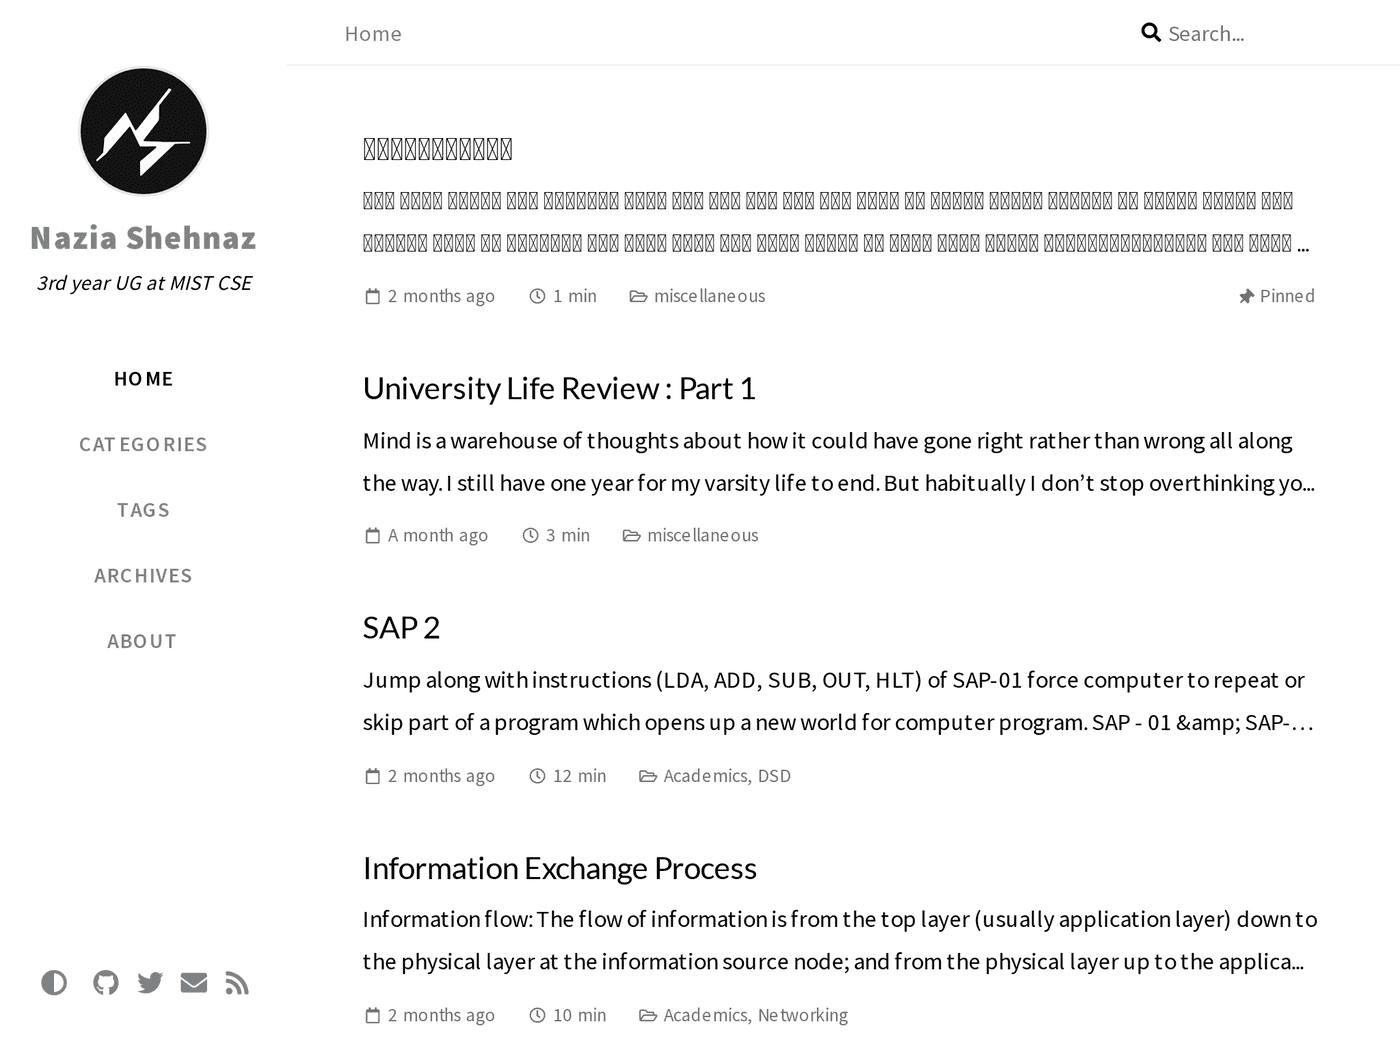 Home
Search...
Nazia Shehnaz
3rd year UG at MIST CSE
HOME
CATEGORIES
TAGS
ARCHIVES
ABOUT
...
2 months ago
1 min
miscellaneous
Pinned
University Life Review : Part 1
Mind is a warehouse of thoughts about how it could have gone right rather than wrong all along
the way. I still have one year for my varsity life to end. But habitually I don’t stop overthinking yo...
A month ago
3 min
miscellaneous
SAP 2
Jump along with instructions (LDA, ADD, SUB, OUT, HLT) of SAP-01 force computer to repeat or
skip part of a program which opens up a new world for computer program. SAP - 01 &amp; SAP-...
2 months ago
12 min
Academics, DSD
Information Exchange Process
Information flow: The flow of information is from the top layer (usually application layer) down to
the physical layer at the information source node; and from the physical layer up to the applica...
2 months ago
10 min
Academics, Networking